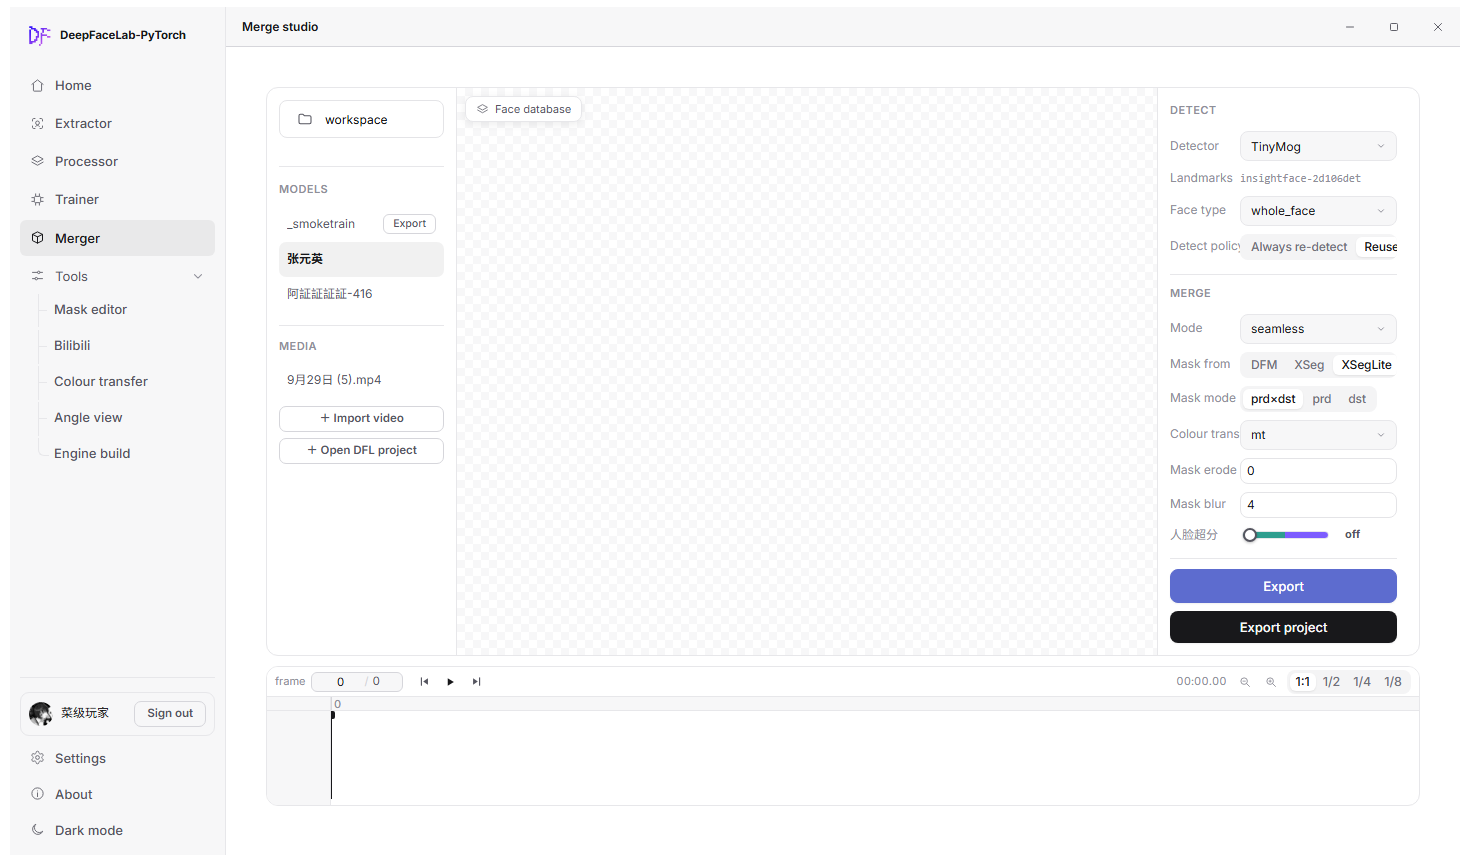 DeepFaceLab-PyTorch
Home
Extractor
Processor
Trainer
Merger
Tools
Mask editor
Bilibili
Colour transfer
Angle view
Engine build
菜级玩家
Sign out
Settings
About
Dark mode
Merge studio
workspace
MODELS
_smoketrain
Export
张元英
阿証証証証-416
MEDIA
9月29日 (5).mp4
+ Import video
+ Open DFL project
Face database
DETECT
Detector TinyMog
Landmarks insightface-2d106det
Face type whole_face
Detect policy Always re-detect Reuse
MERGE
Mode seamless
Mask from DFM XSeg XSegLite
Mask mode prd×dst prd dst
Colour trans mt
Mask erode 0
Mask blur 4
人脸超分 off
Export
Export project
frame 0 / 0
00:00.00 1:1 1/2 1/4 1/8
0